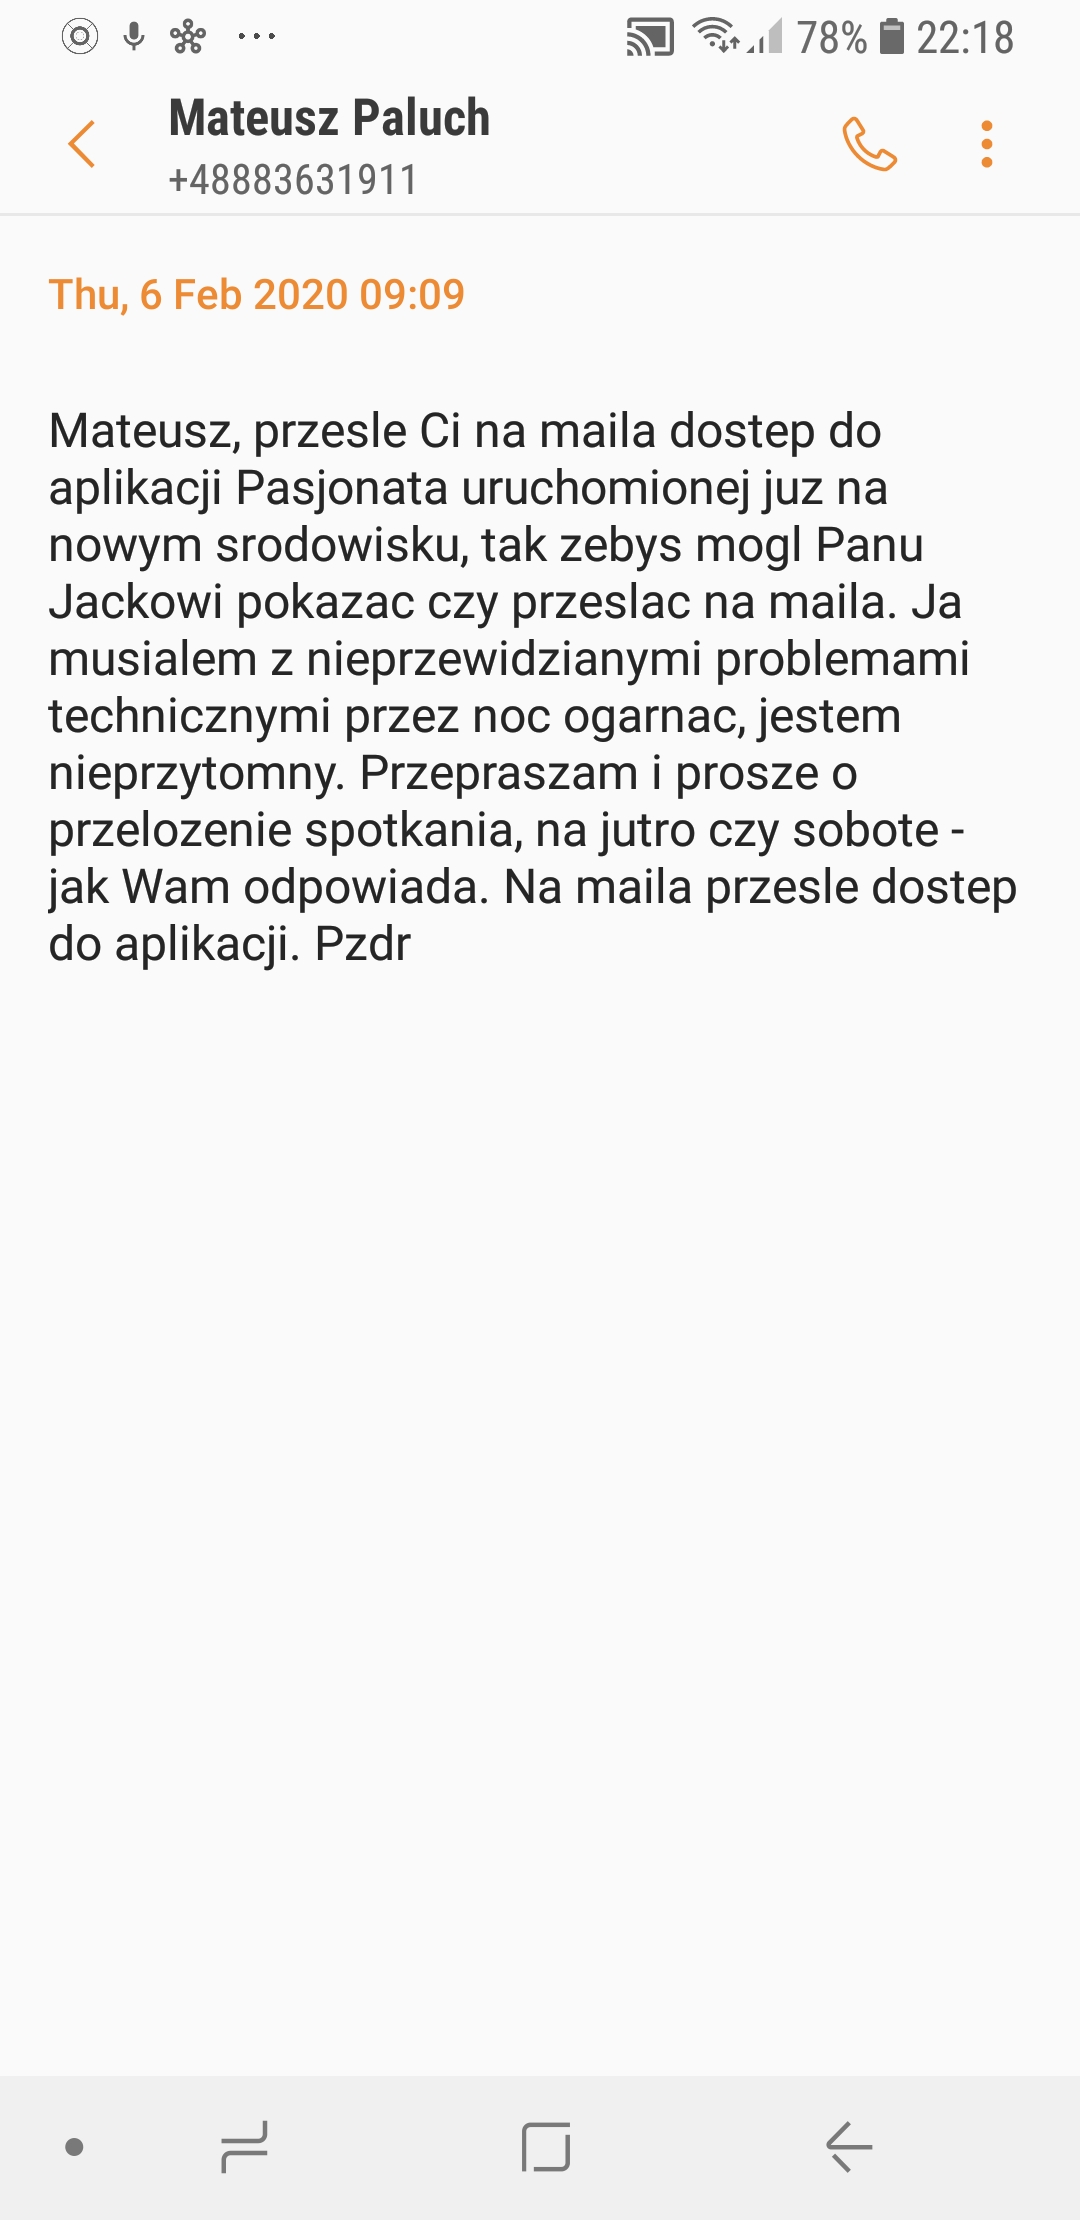 78% 22:18
Mateusz Paluch
+48883631911
Thu, 6 Feb 2020 09:09
Mateusz, przesle Ci na maila dostep do
aplikacji Pasjonata uruchomionej juz na
nowym srodowisku, tak zebys mogl Panu
Jackowi pokazac czy przeslac na maila. Ja
musialem z nieprzewidzianymi problemami
technicznymi przez noc ogarnac, jestem
nieprzytomny. Przepraszam i prosze o
przelozenie spotkania, na jutro czy sobote -
jak Wam odpowiada. Na maila przesle dostep
do aplikacji. Pzdr